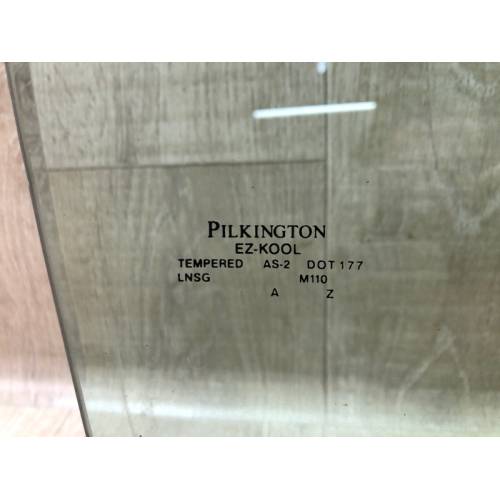 PILKINGTON
EZ-KOOL
TEMPERED AS-2 DOT 177
LNSG M110
A Z